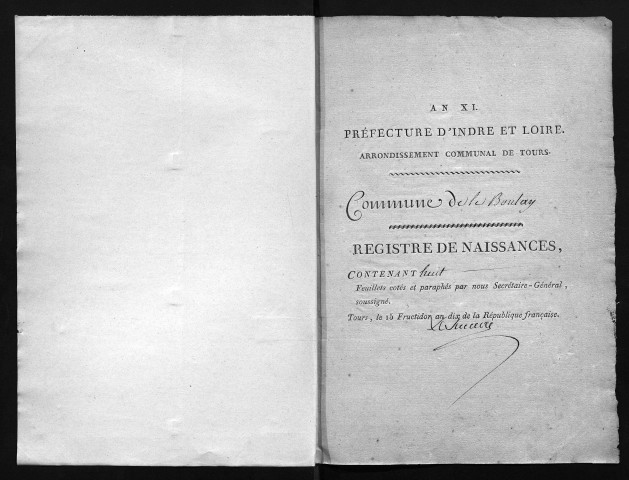 AN XI.
PRÉFECTURE D'INDRE ET LOIRE.
ARRONDISSEMENT COMMUNAL DE TOURS.
Commune de le Boulay
REGISTRE DE NAISSANCES,
CONTENANT huit
Feuillets cotés et paraphés par nous Secrétaire-Général,
soussigné.
Tours, le 15 Fructidor an dix de la République française.